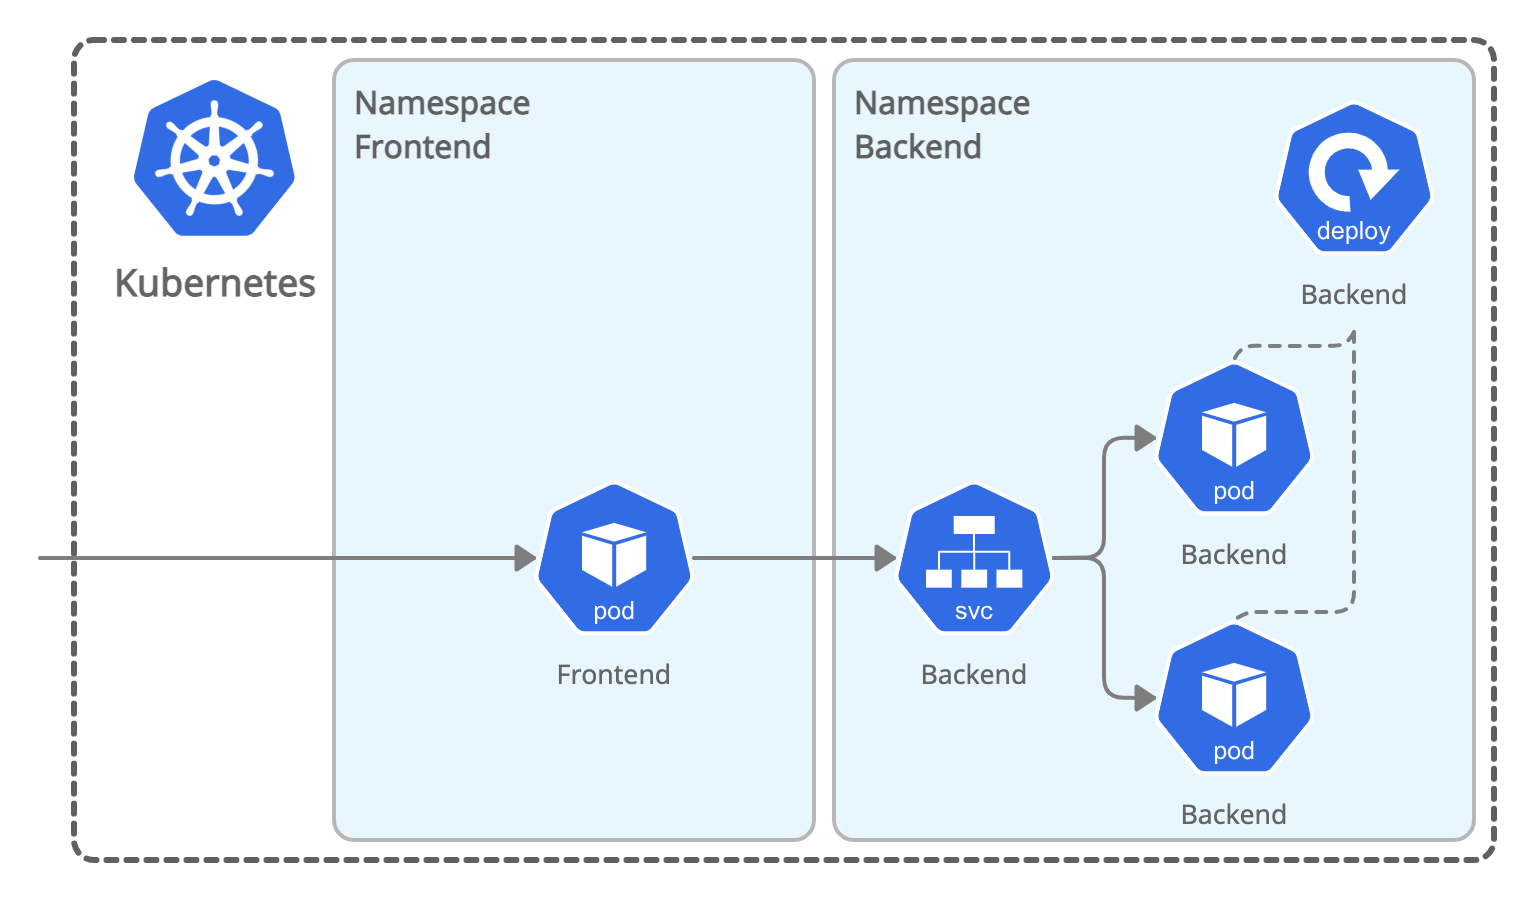 Kubernetes
Namespace
Frontend
pod
Frontend
Namespace
Backend
deploy
Backend
svc
Backend
pod
Backend
pod
Backend